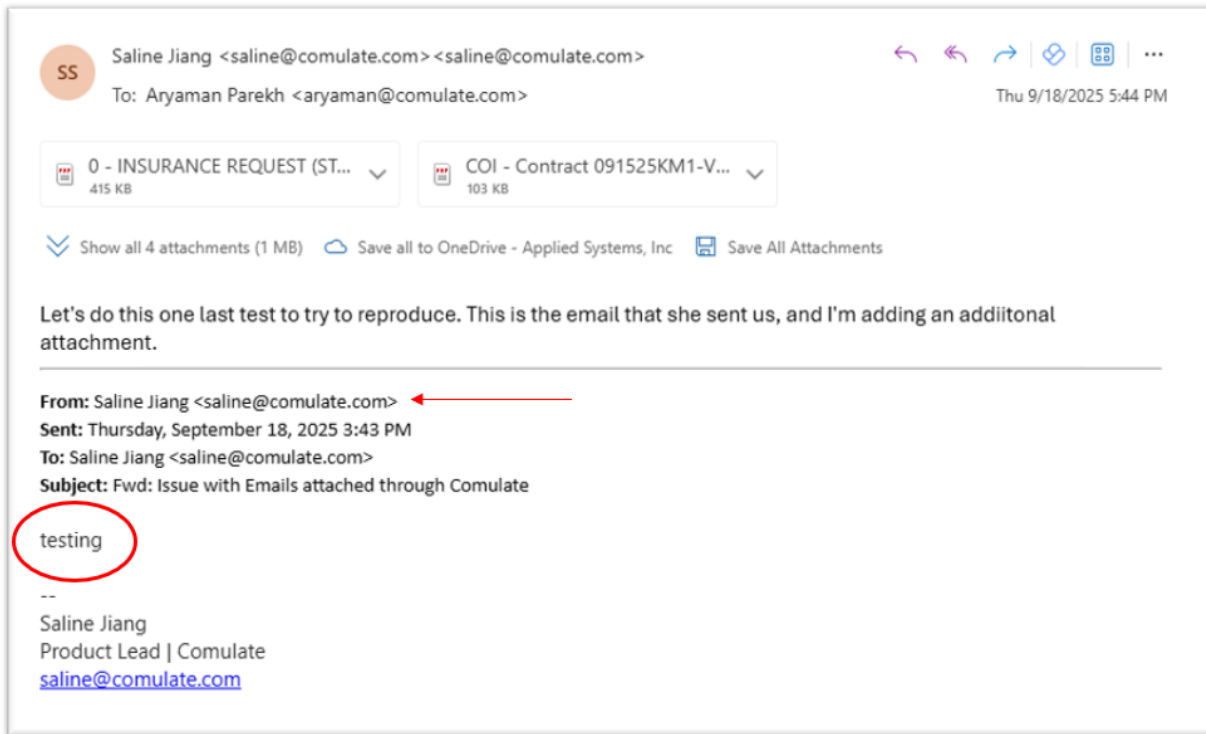 SS
Saline Jiang <saline@comulate.com><saline@comulate.com>
To: Aryaman Parekh <aryaman@comulate.com>
Thu 9/18/2025 5:44 PM
0 - INSURANCE REQUEST (ST...
415 KB
COI - Contract 091525KM1-V...
103 KB
Show all 4 attachments (1 MB) Save all to OneDrive - Applied Systems, Inc Save All Attachments
Let's do this one last test to try to reproduce. This is the email that she sent us, and I'm adding an addiitonal
attachment.
From: Saline Jiang <saline@comulate.com>
Sent: Thursday, September 18, 2025 3:43 PM
To: Saline Jiang <saline@comulate.com>
Subject: Fwd: Issue with Emails attached through Comulate
testing
--
Saline Jiang
Product Lead | Comulate
saline@comulate.com